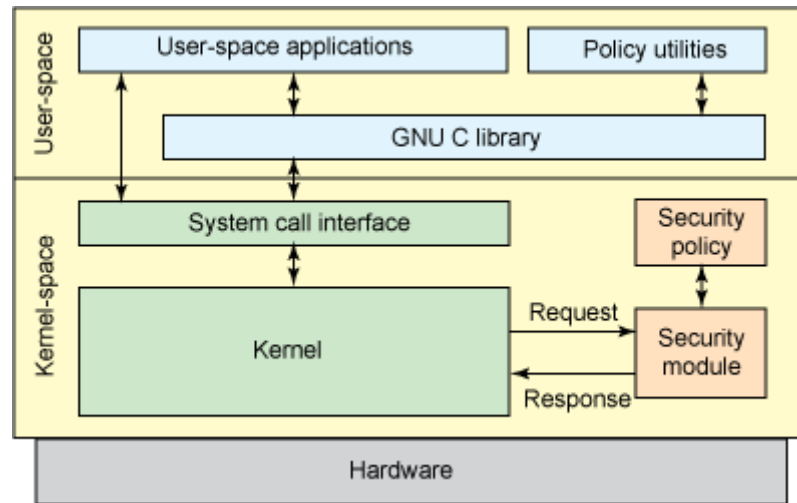 User-space
User-space applications
Policy utilities
GNU C library
Kernel-space
System call interface
Security
policy
Kernel
Request
Response
Security
module
Hardware